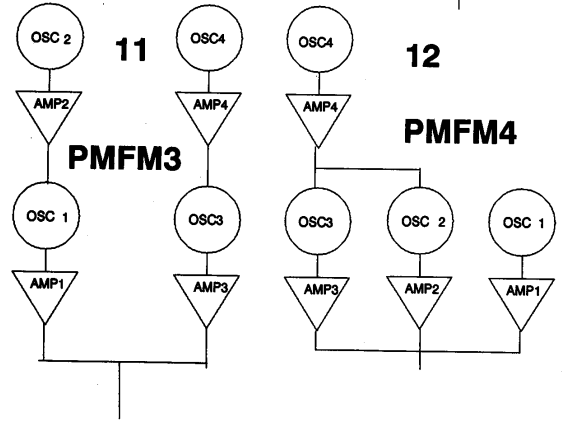 OSC 2
11
OSC4
AMP2
AMP4
PMFM3
OSC 1
OSC3
AMP1
AMP3
OSC4
12
AMP4
PMFM4
OSC3
OSC 2
OSC 1
AMP3
AMP2
AMP1